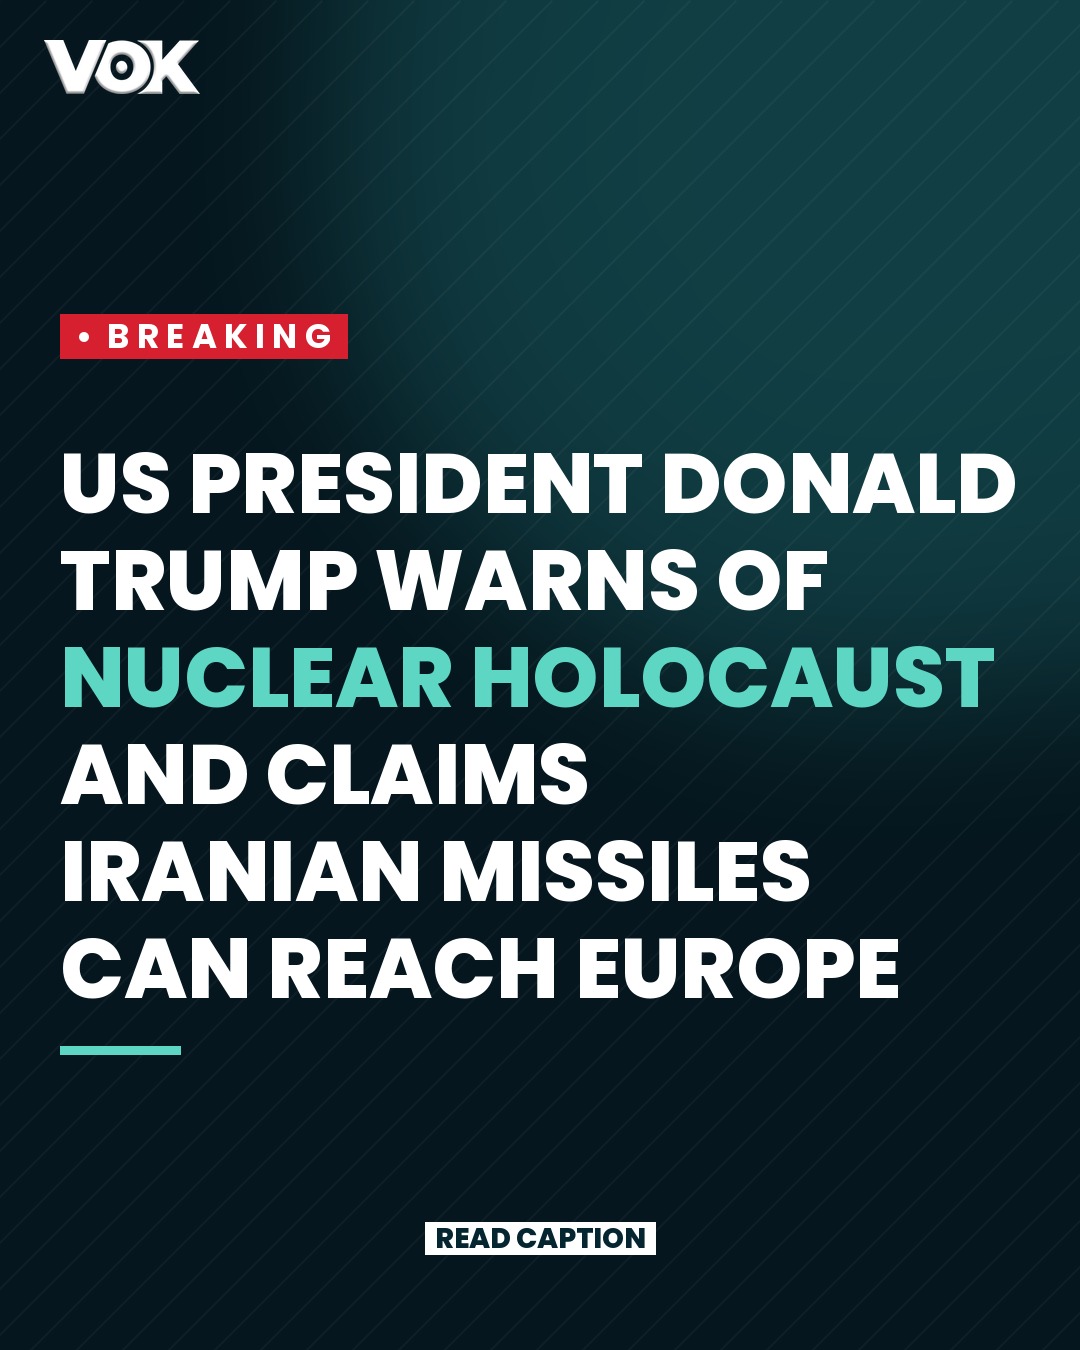 VOK
• BREAKING
US PRESIDENT DONALD
TRUMP WARNS OF
NUCLEAR HOLOCAUST
AND CLAIMS
IRANIAN MISSILES
CAN REACH EUROPE
READ CAPTION